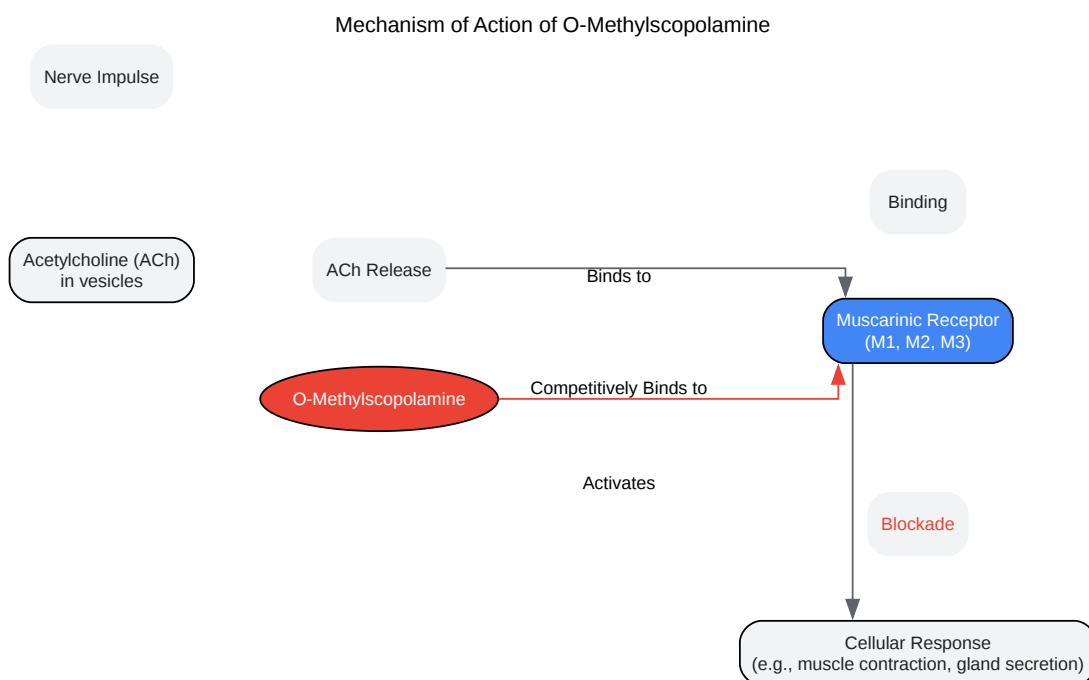 Mechanism of Action of O-Methylscopolamine
Nerve Impulse
Binding
Acetylcholine (ACh)
in vesicles
ACh Release
Binds to
Muscarinic Receptor
(M1, M2, M3)
O-Methylscopolamine
Competitively Binds to
Activates
Blockade
Cellular Response
(e.g., muscle contraction, gland secretion)